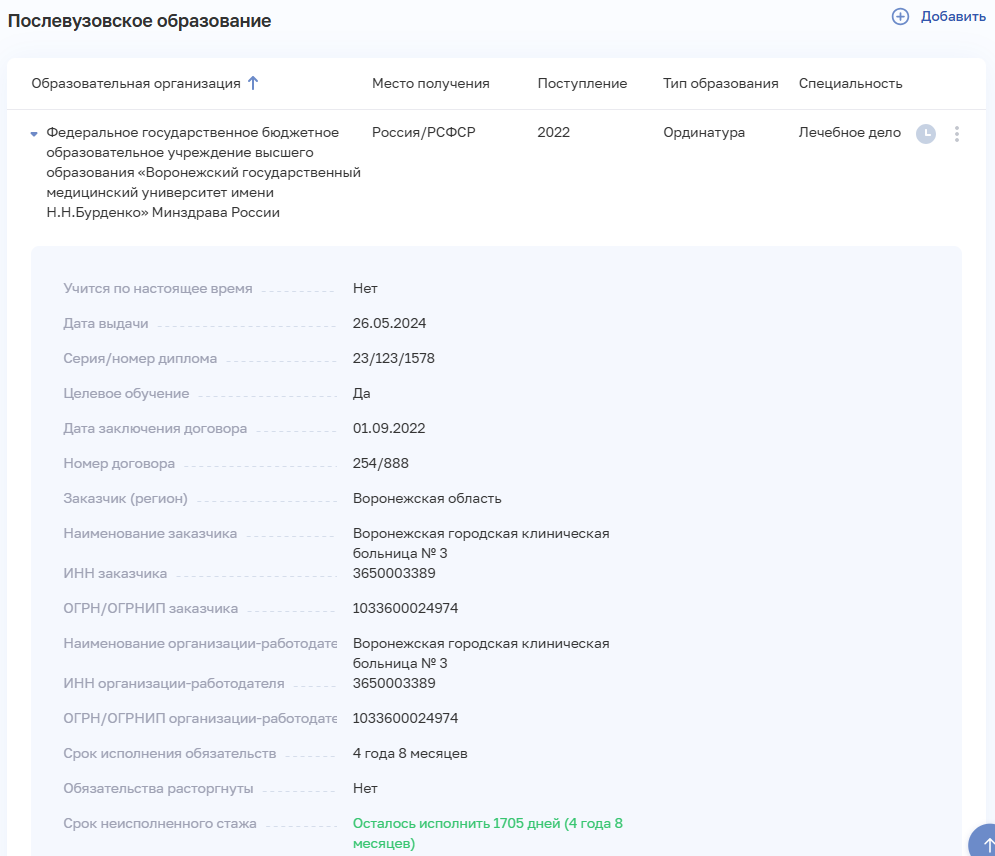 Послевузовское образование
Добавить
Образовательная организация Место получения Поступление Тип образования Специальность
Федеральное государственное бюджетное Россия/РСФСР 2022 Ординатура Лечебное дело
образовательное учреждение высшего
образования «Воронежский государственный
медицинский университет имени
Н.Н.Бурденко» Минздрава России
Учится по настоящее время Нет
Дата выдачи 26.05.2024
Серия/номер диплома 23/123/1578
Целевое обучение Да
Дата заключения договора 01.09.2022
Номер договора 254/888
Заказчик (регион) Воронежская область
Наименование заказчика Воронежская городская клиническая
больница № 3
ИНН заказчика 3650003389
ОГРН/ОГРНИП заказчика 1033600024974
Наименование организации-работодате Воронежская городская клиническая
больница № 3
ИНН организации-работодателя 3650003389
ОГРН/ОГРНИП организации-работодате 1033600024974
Срок исполнения обязательств 4 года 8 месяцев
Обязательства расторгнуты Нет
Срок неисполненного стажа Осталось исполнить 1705 дней (4 года 8
месяцев)